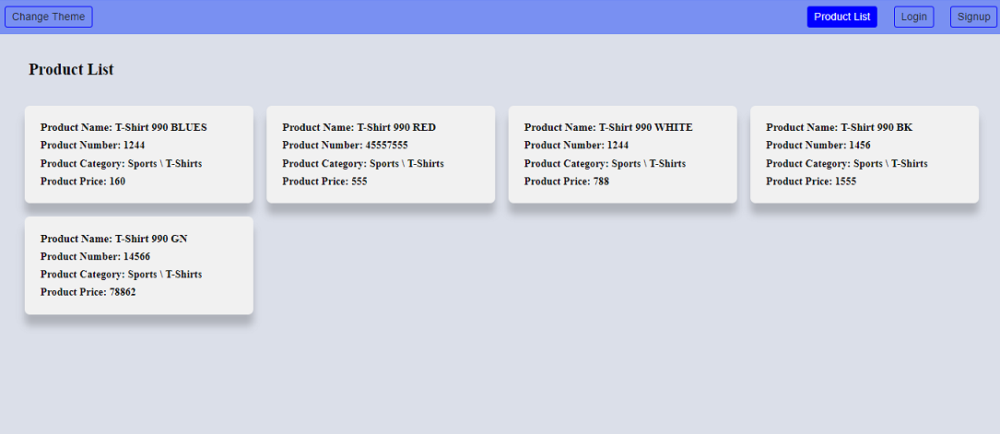 Change Theme
Product List
Login
Signup
Product List
Product Name: T-Shirt 990 BLUES
Product Number: 1244
Product Category: Sports \ T-Shirts
Product Price: 160
Product Name: T-Shirt 990 RED
Product Number: 45557555
Product Category: Sports \ T-Shirts
Product Price: 555
Product Name: T-Shirt 990 WHITE
Product Number: 1244
Product Category: Sports \ T-Shirts
Product Price: 788
Product Name: T-Shirt 990 BK
Product Number: 1456
Product Category: Sports \ T-Shirts
Product Price: 1555
Product Name: T-Shirt 990 GN
Product Number: 14566
Product Category: Sports \ T-Shirts
Product Price: 78862